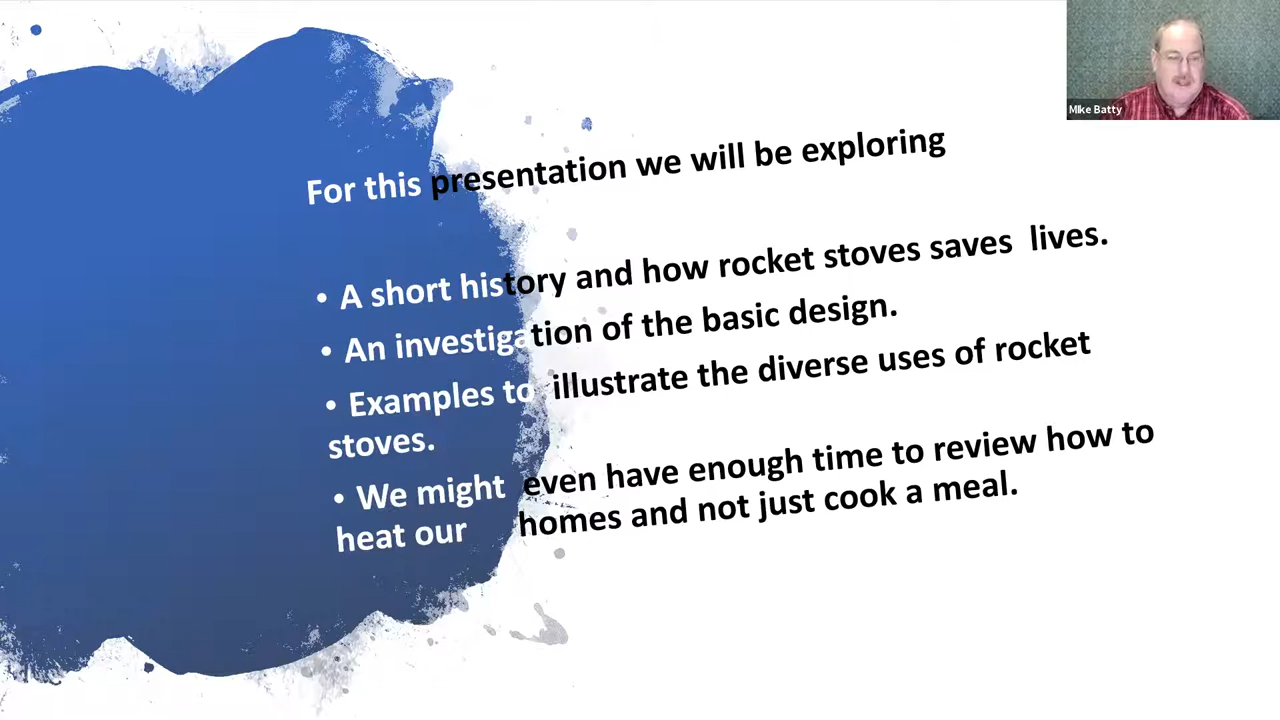 MIke Batty
For this presentation we will be exploring
• A short history and how rocket stoves saves lives.
• An investigation of the basic design.
• Examples to illustrate the diverse uses of rocket
stoves.
• We might even have enough time to review how to
heat our homes and not just cook a meal.